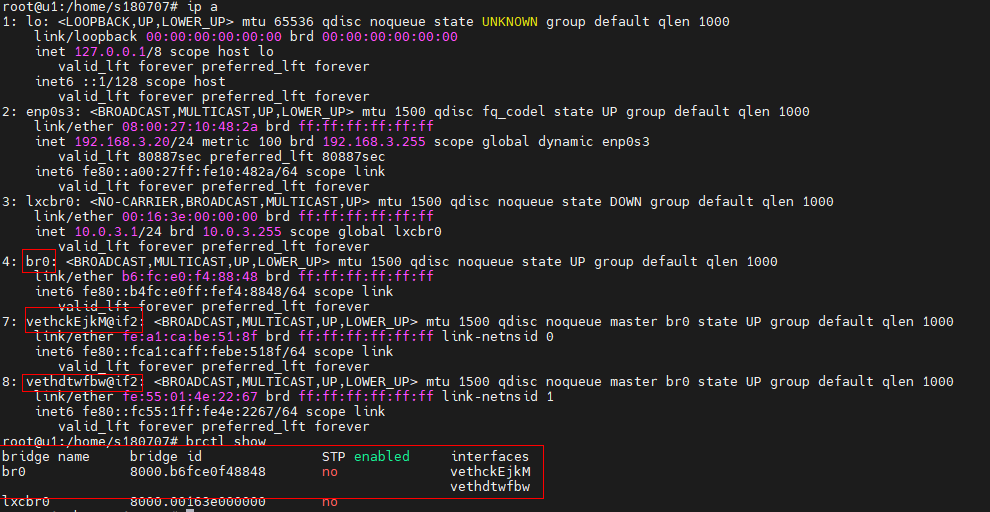 root@u1:/home/s180707# ip a
1: lo: <LOOPBACK,UP,LOWER_UP> mtu 65536 qdisc noqueue state UNKNOWN group default qlen 1000
    link/loopback 00:00:00:00:00:00 brd 00:00:00:00:00:00
    inet 127.0.0.1/8 scope host lo
       valid_lft forever preferred_lft forever
    inet6 ::1/128 scope host
       valid_lft forever preferred_lft forever
2: enp0s3: <BROADCAST,MULTICAST,UP,LOWER_UP> mtu 1500 qdisc fq_codel state UP group default qlen 1000
    link/ether 08:00:27:10:48:2a brd ff:ff:ff:ff:ff:ff
    inet 192.168.3.20/24 metric 100 brd 192.168.3.255 scope global dynamic enp0s3
       valid_lft 80887sec preferred_lft 80887sec
    inet6 fe80::a00:27ff:fe10:482a/64 scope link
       valid_lft forever preferred_lft forever
3: lxcbr0: <NO-CARRIER,BROADCAST,MULTICAST,UP> mtu 1500 qdisc noqueue state DOWN group default qlen 1000
    link/ether 00:16:3e:00:00:00 brd ff:ff:ff:ff:ff:ff
    inet 10.0.3.1/24 brd 10.0.3.255 scope global lxcbr0
       valid_lft forever preferred_lft forever
4: br0: <BROADCAST,MULTICAST,UP,LOWER_UP> mtu 1500 qdisc noqueue state UP group default qlen 1000
    link/ether b6:fc:e0:f4:88:48 brd ff:ff:ff:ff:ff:ff
    inet6 fe80::b4fc:e0ff:fef4:8848/64 scope link
       valid_lft forever preferred_lft forever
7: vethckEjkM@if2: <BROADCAST,MULTICAST,UP,LOWER_UP> mtu 1500 qdisc noqueue master br0 state UP group default qlen 1000
    link/ether fe:a1:ca:be:51:8f brd ff:ff:ff:ff:ff:ff link-netnsid 0
    inet6 fe80::fca1:caff:febe:518f/64 scope link
       valid_lft forever preferred_lft forever
8: vethdtwfbw@if2: <BROADCAST,MULTICAST,UP,LOWER_UP> mtu 1500 qdisc noqueue master br0 state UP group default qlen 1000
    link/ether fe:55:01:4e:22:67 brd ff:ff:ff:ff:ff:ff link-netnsid 1
    inet6 fe80::fc55:1ff:fe4e:2267/64 scope link
       valid_lft forever preferred_lft forever
root@u1:/home/s180707# brctl show
bridge name     bridge id               STP enabled     interfaces
br0             8000.b6fce0f48848       no              vethckEjkM
                                                        vethdtwfbw
lxcbr0          8000.00163e000000       no